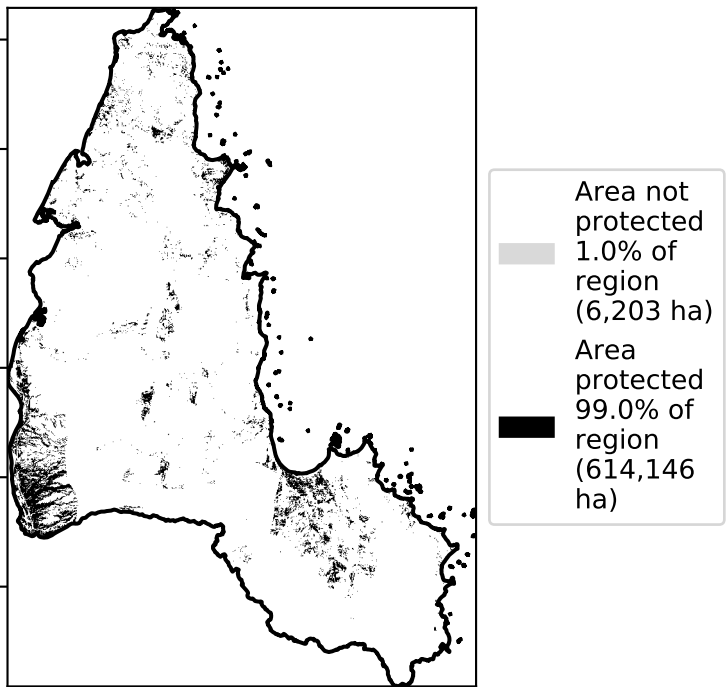 Area not
protected
1.0% of
region
(6,203 ha)
Area
protected
99.0% of
region
(614,146
ha)